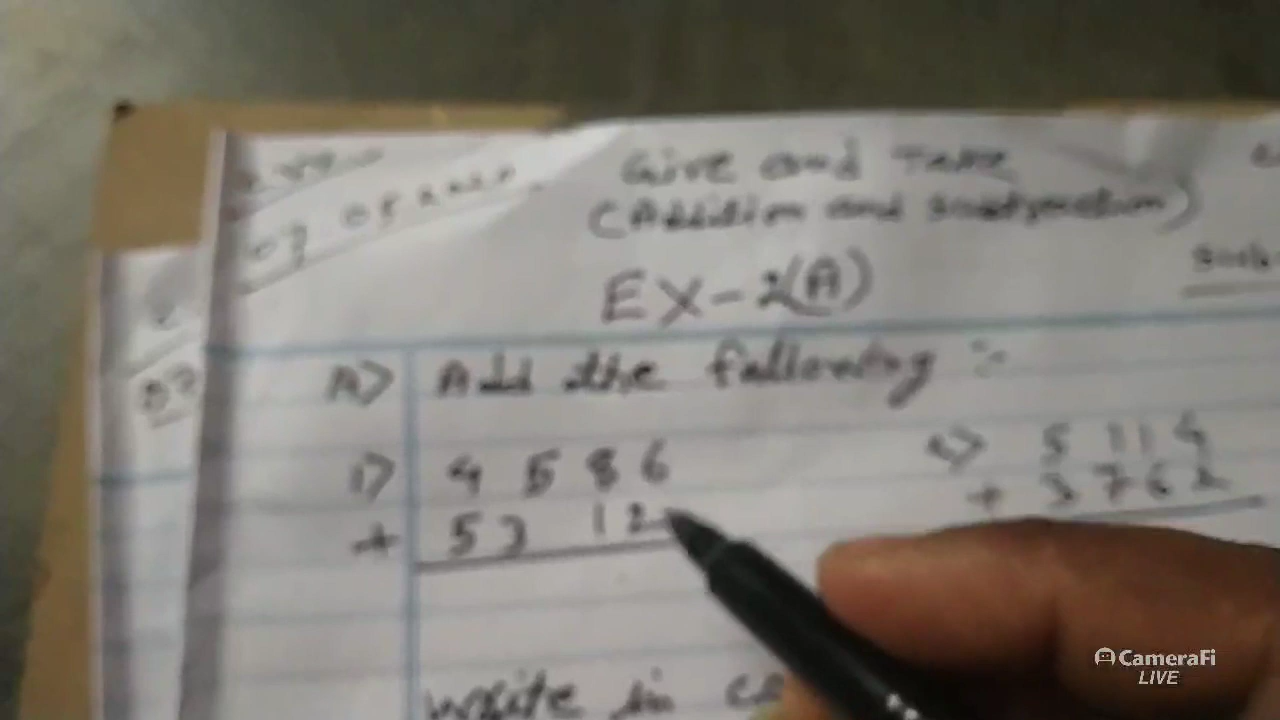 Give and Take
(Addition and Subtraction)
EX-2(A)
A) Add the following :-
1) 4 5 8 6
+ 5 3 1 2
2) 5 1 1 4
+ 3 7 6 2
write in
CameraFi
LIVE